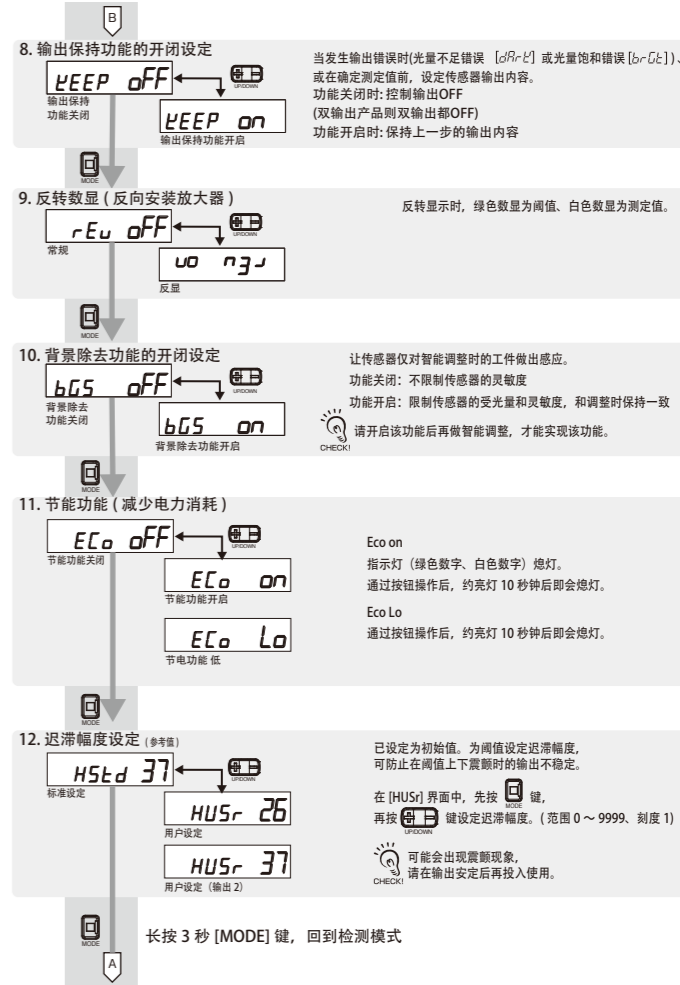 B
8. 输出保持功能的开闭设定
KEEP oFF
UP/DOWN
输出保持
功能关闭
KEEP on
输出保持功能开启
MODE
当发生输出错误时(光量不足错误 [dArK] 或光量饱和错误[brGt])、
或在确定测定值前，设定传感器输出内容。
功能关闭时: 控制输出OFF
(双输出产品则双输出都OFF)
功能开启时: 保持上一步的输出内容
9. 反转数显 ( 反向安装放大器 )
rEv oFF
UP/DOWN
常规
反显
MODE
反转显示时，绿色数显为阈值、白色数显为测定值。
10. 背景除去功能的开闭设定
bGS oFF
UP/DOWN
背景除去
功能关闭
bGS on
背景除去功能开启
MODE
让传感器仅对智能调整时的工件做出感应。
功能关闭：不限制传感器的灵敏度
功能开启：限制传感器的受光量和灵敏度，和调整时保持一致
CHECK!
请开启该功能后再做智能调整，才能实现该功能。
11. 节能功能 ( 减少电力消耗 )
ECo oFF
UP/DOWN
节能功能关闭
ECo on
节能功能开启
ECo Lo
节电功能 低
MODE
Eco on
指示灯（绿色数字、白色数字）熄灯。
通过按钮操作后，约亮灯 10 秒钟后即会熄灯。
Eco Lo
通过按钮操作后，约亮灯 10 秒钟后即会熄灯。
12. 迟滞幅度设定 (参考值)
HStd 37
UP/DOWN
标准设定
HUSr 26
用户设定
HUSr 37
用户设定（输出 2）
已设定为初始值。为阈值设定迟滞幅度，
可防止在阈值上下震颤时的输出不稳定。
在 [HUSr] 界面中，先按 MODE 键，
再按 UP/DOWN 键设定迟滞幅度。( 范围 0 ～ 9999、刻度 1)
CHECK!
可能会出现震颤现象，
请在输出安定后再投入使用。
MODE
长按 3 秒 [MODE] 键，回到检测模式
A